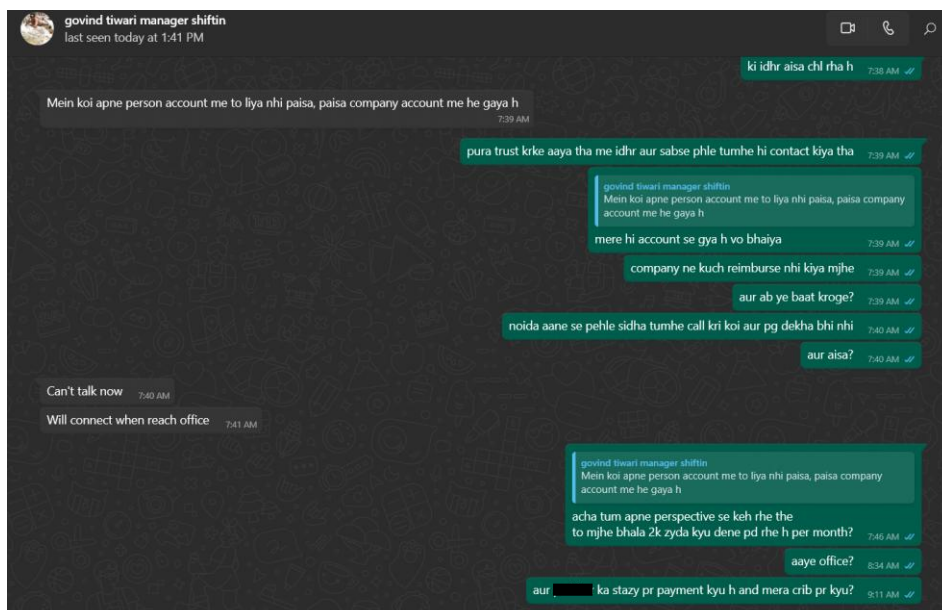 govind tiwari manager shiftin
last seen today at 1:41 PM
ki idhr aisa chl rha h 7:38 AM
Mein koi apne person account me to liya nhi paisa, paisa company account me he gaya h
7:39 AM
pura trust krke aaya tha me idhr aur sabse phle tumhe hi contact kiya tha 7:39 AM
govind tiwari manager shiftin
Mein koi apne person account me to liya nhi paisa, paisa company
account me he gaya h
mere hi account se gya h vo bhaiya 7:39 AM
company ne kuch reimburse nhi kiya mjhe 7:39 AM
aur ab ye baat kroge? 7:39 AM
noida aane se pehle sidha tumhe call kri koi aur pg dekha bhi nhi 7:40 AM
aur aisa? 7:40 AM
Can't talk now 7:40 AM
Will connect when reach office 7:41 AM
govind tiwari manager shiftin
Mein koi apne person account me to liya nhi paisa, paisa company
account me he gaya h
acha tum apne perspective se keh rhe the
to mjhe bhala 2k zyda kyu dene pd rhe h per month? 7:46 AM
aaye office? 8:34 AM
aur ka stazy pr payment kyu h and mera crib pr kyu? 9:11 AM